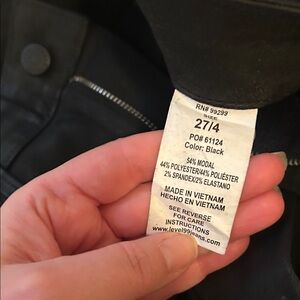 RN# 99299
SIZE
27/4
PO# 61124
Color: Black
54% MODAL
44% POLYESTER/44% POLIÉSTER
2% SPANDEX/2% ELASTANO
MADE IN VIETNAM
HECHO EN VIETNAM
SEE REVERSE
FOR CARE
INSTRUCTIONS
www.level99jeans.com